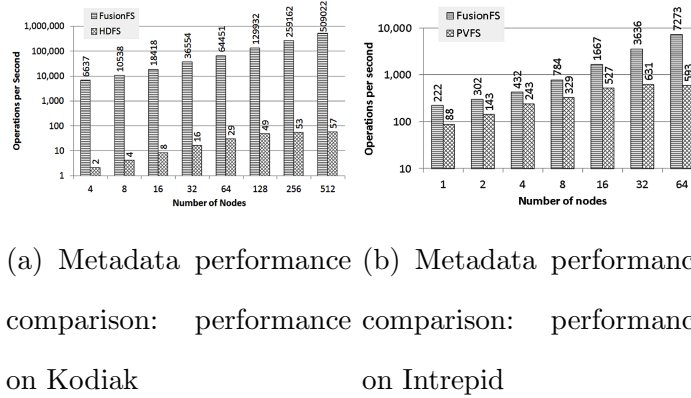 FusionFS
HDFS
Operations per Second
1,000,000
100,000
10,000
1,000
100
10
1
6637
10538
18418
36554
64451
129932
259162
509022
2
4
8
16
29
49
53
57
4 8 16 32 64 128 256 512
Number of Nodes
FusionFS
PVFS
Operations per second
10,000
1,000
100
10
222
302
432
784
1667
3636
7273
88
143
243
329
527
631
593
1 2 4 8 16 32 64
Number of nodes
(a) Metadata performance
comparison: performance
on Kodiak
(b) Metadata performanc
comparison: performanc
on Intrepid